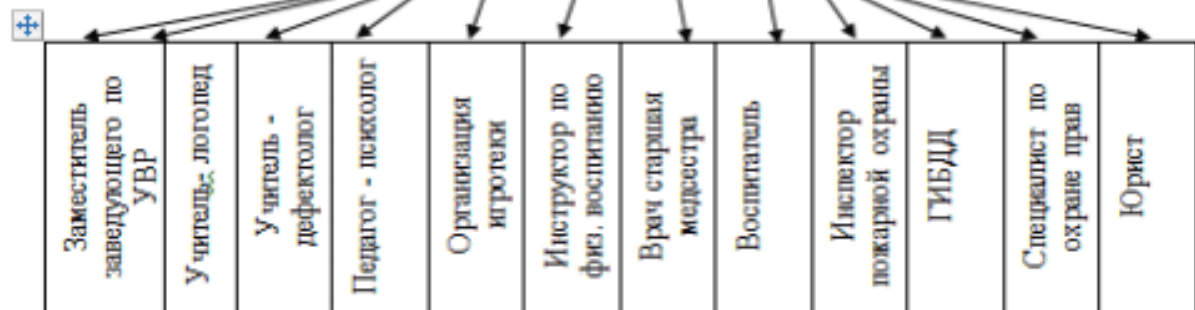 Заместитель
заведующего по
УВР
Учитель- логопед
Учитель -
дефектолог
Педагог - психолог
Организация
игротеки
Инструктор по
физ. воспитанию
Врач старшая
медсестра
Воспитатель
Инспектор
пожарной охраны
ГИБДД
Специалист по
охране прав
Юрист